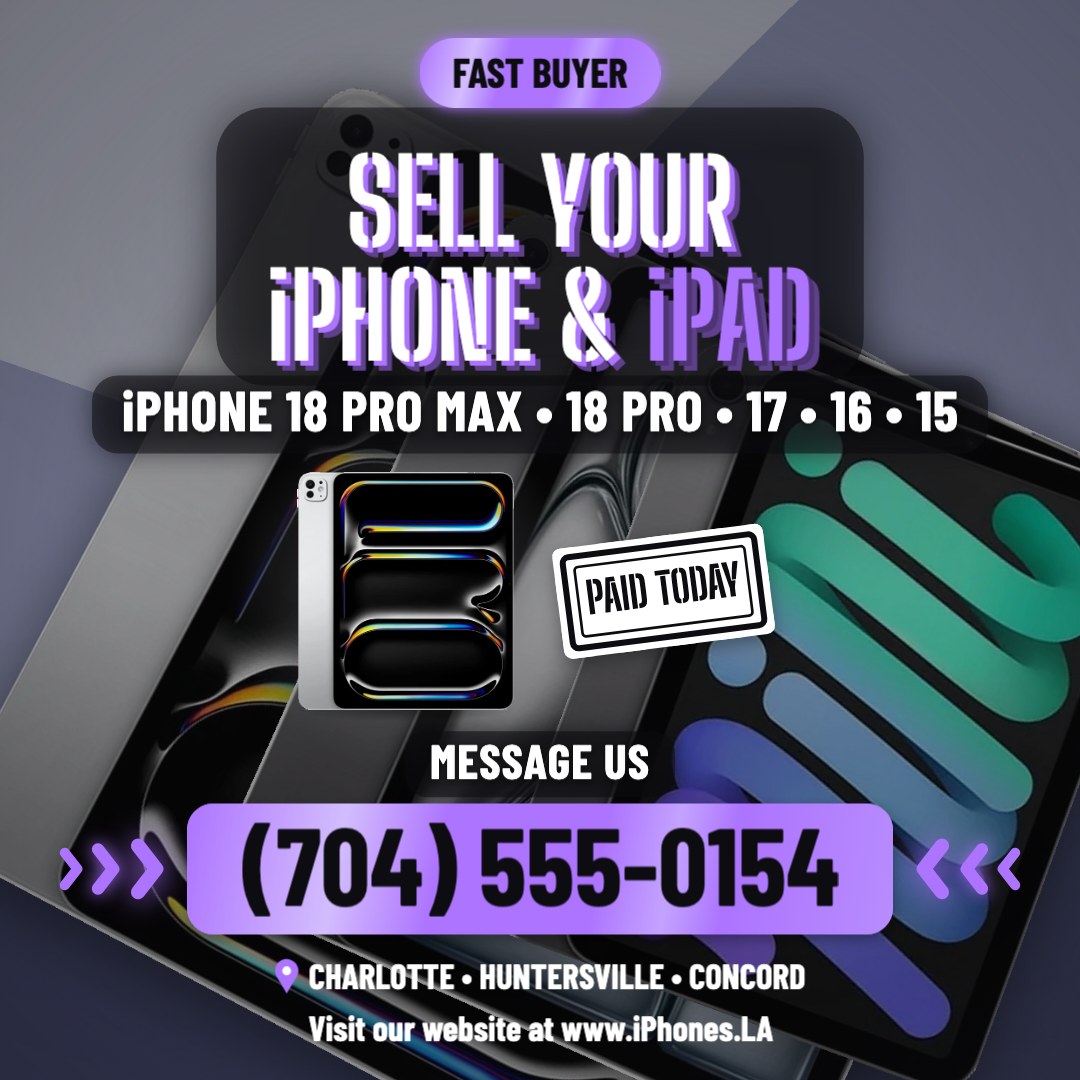 FAST BUYER
SELL YOUR
iPHONE & iPAD
iPHONE 18 PRO MAX • 18 PRO • 17 • 16 • 15
PAID TODAY
MESSAGE US
(704) 555-0154
CHARLOTTE • HUNTERSVILLE • CONCORD
Visit our website at www.iPhones.LA